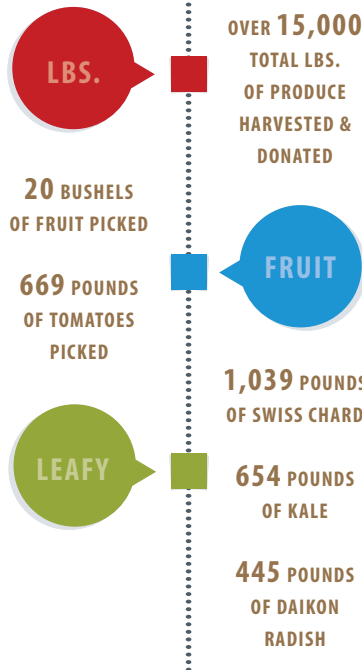 LBS.
OVER 15,000
TOTAL LBS.
OF PRODUCE
HARVESTED &
DONATED
20 BUSHELS
OF FRUIT PICKED
669 POUNDS
OF TOMATOES
PICKED
FRUIT
LEAFY
1,039 POUNDS
OF SWISS CHARD
654 POUNDS
OF KALE
445 POUNDS
OF DAIKON
RADISH